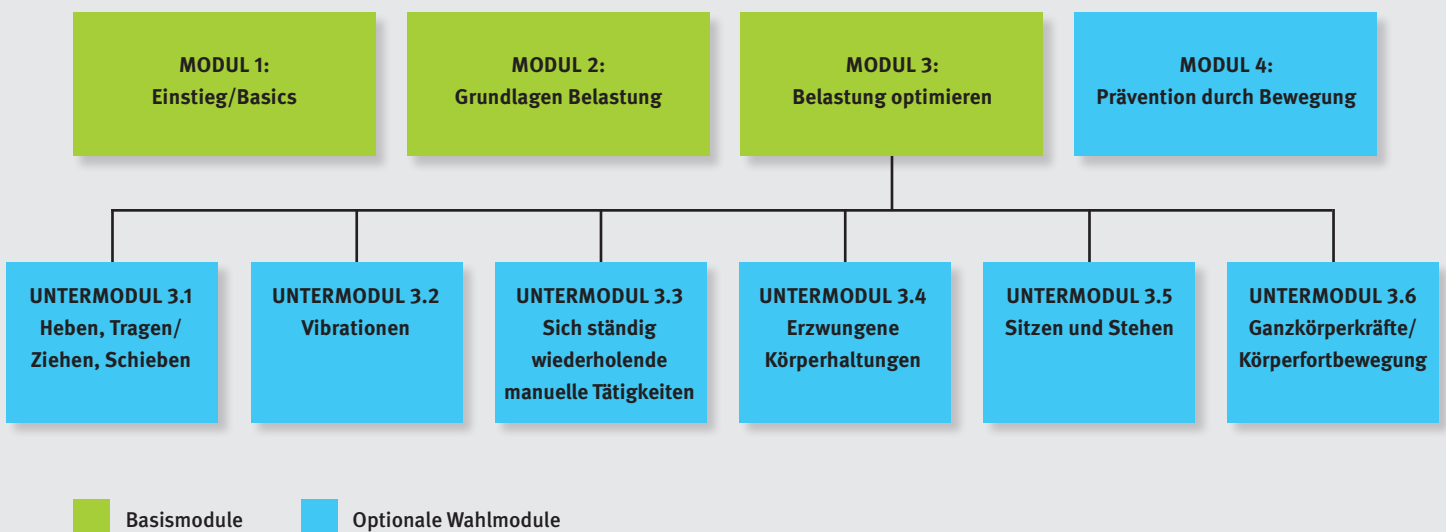 MODUL 1:
Einstieg/Basics
MODUL 2:
Grundlagen Belastung
MODUL 3:
Belastung optimieren
MODUL 4:
Prävention durch Bewegung
UNTERMODUL 3.1
Heben, Tragen/
Ziehen, Schieben
UNTERMODUL 3.2
Vibrationen
UNTERMODUL 3.3
Sich ständig
wiederholende
manuelle Tätigkeiten
UNTERMODUL 3.4
Erzwungene
Körperhaltungen
UNTERMODUL 3.5
Sitzen und Stehen
UNTERMODUL 3.6
Ganzkörperkräfte/
Körperfortbewegung
Basismodule
Optionale Wahlmodule